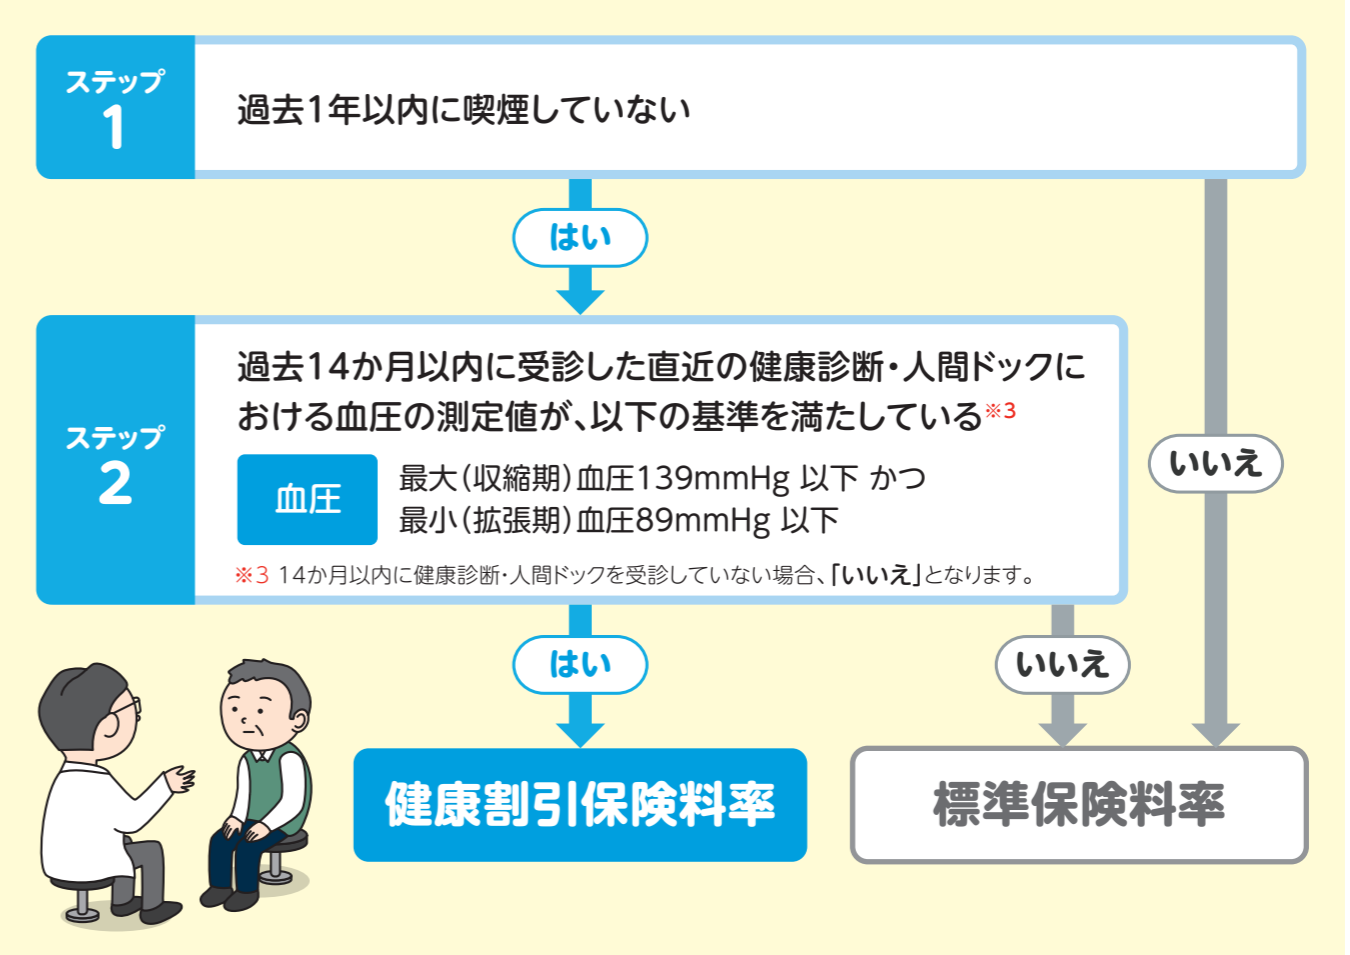 ステップ
1
過去1年以内に喫煙していない
はい
ステップ
2
過去14か月以内に受診した直近の健康診断・人間ドックに
おける血圧の測定値が、以下の基準を満たしている※3
血圧
最大（収縮期）血圧139mmHg 以下 かつ
最小（拡張期）血圧89mmHg 以下
※3 14か月以内に健康診断・人間ドックを受診していない場合、「いいえ」となります。
いいえ
はい
いいえ
健康割引保険料率
標準保険料率